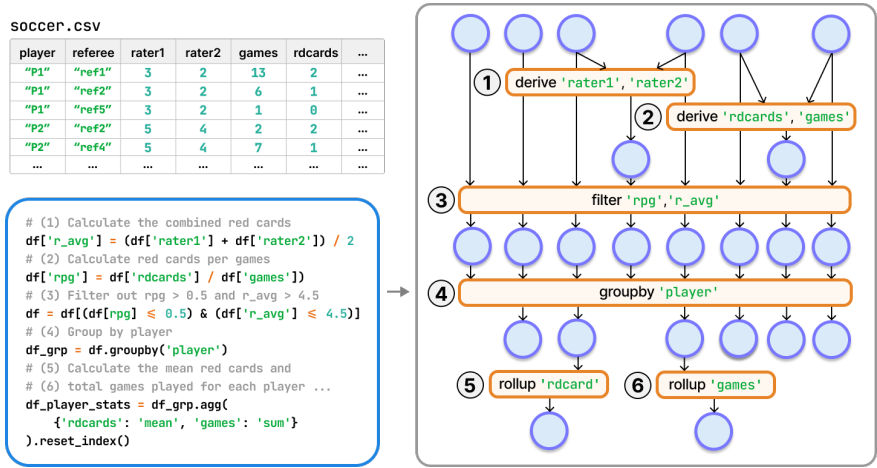 soccer.csv
player referee rater1 rater2 games rdcards ...
"P1" "ref1" 3 2 13 2 ...
"P1" "ref2" 3 2 6 1 ...
"P1" "ref5" 3 2 1 0 ...
"P2" "ref2" 5 4 2 2 ...
"P2" "ref4" 5 4 7 1 ...
... ... ... ... ... ... ...
# (1) Calculate the combined red cards
df['r_avg'] = (df['rater1'] + df['rater2']) / 2
# (2) Calculate red cards per games
df['rpg'] = df['rdcards'] / df['games'])
# (3) Filter out rpg > 0.5 and r_avg > 4.5
df = df[(df[rpg] ⩽ 0.5) & (df['r_avg'] ⩽ 4.5)]
# (4) Group by player
df_grp = df.groupby('player')
# (5) Calculate the mean red cards and
# (6) total games played for each player ...
df_player_stats = df_grp.agg(
{'rdcards': 'mean', 'games': 'sum'}
).reset_index()
1 derive 'rater1','rater2'
2 derive 'rdcards','games'
3 filter 'rpg','r_avg'
4 groupby 'player'
5 rollup 'rdcard'
6 rollup 'games'